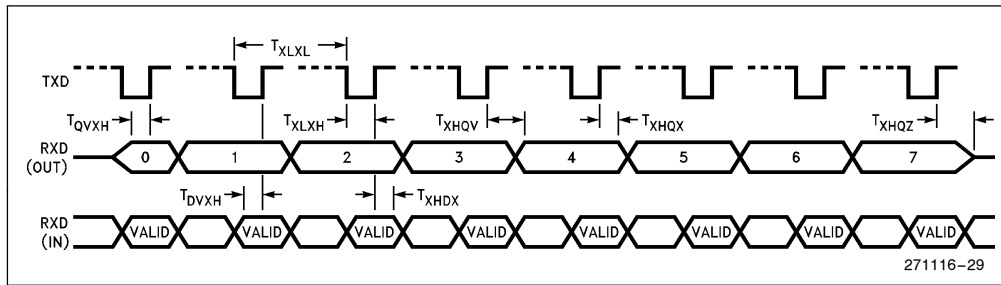 T_XLXL
TXD
T_QVXH T_XLXH T_XHQV T_XHQX T_XHQZ
RXD
(OUT)
0 1 2 3 4 5 6 7
T_DVXH T_XHDX
RXD
(IN)
VALID VALID VALID VALID VALID VALID VALID VALID
271116–29